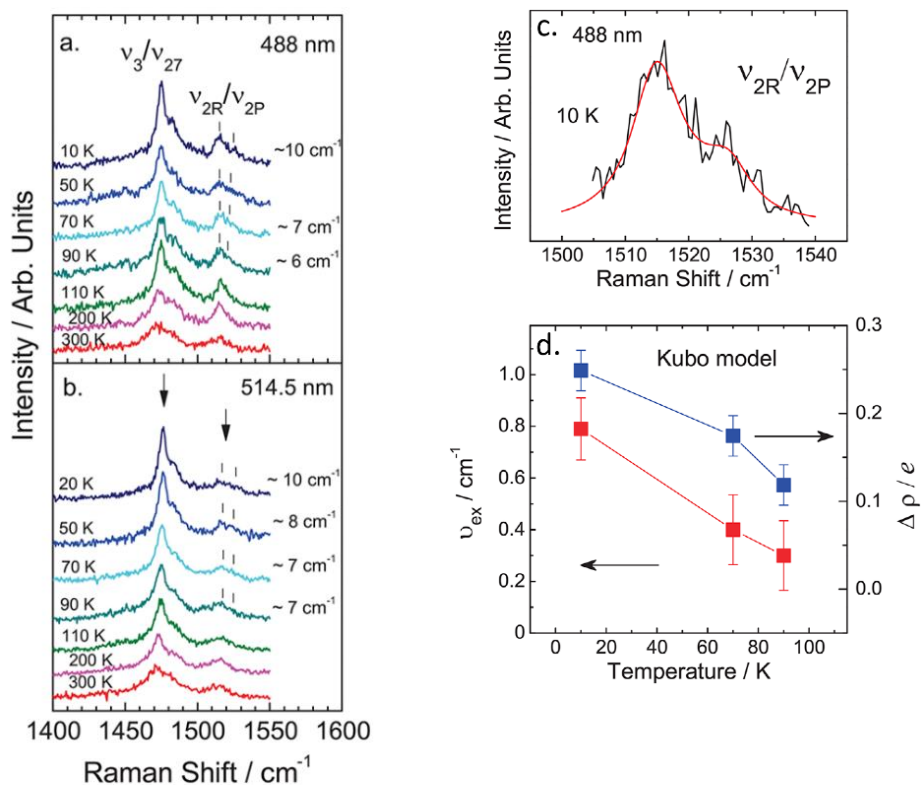 a.
488 nm
ν3/ν27
ν2R/ν2P
10 K
~10 cm-1
50 K
70 K
~ 7 cm-1
90 K
~ 6 cm-1
110 K
200 K
300 K
b.
514.5 nm
20 K
~ 10 cm-1
50 K
~ 8 cm-1
70 K
~ 7 cm-1
90 K
~ 7 cm-1
110 K
200 K
300 K
Intensity / Arb. Units
1400 1450 1500 1550 1600
Raman Shift / cm-1
c.
488 nm
ν2R/ν2P
10 K
Intensity / Arb. Units
1500 1510 1520 1530 1540
Raman Shift / cm-1
d.
Kubo model
1.0
0.8
0.6
0.4
0.2
0
υex / cm-1
0.3
0.2
0.1
0.0
Δ ρ / e
0 20 40 60 80 100
Temperature / K